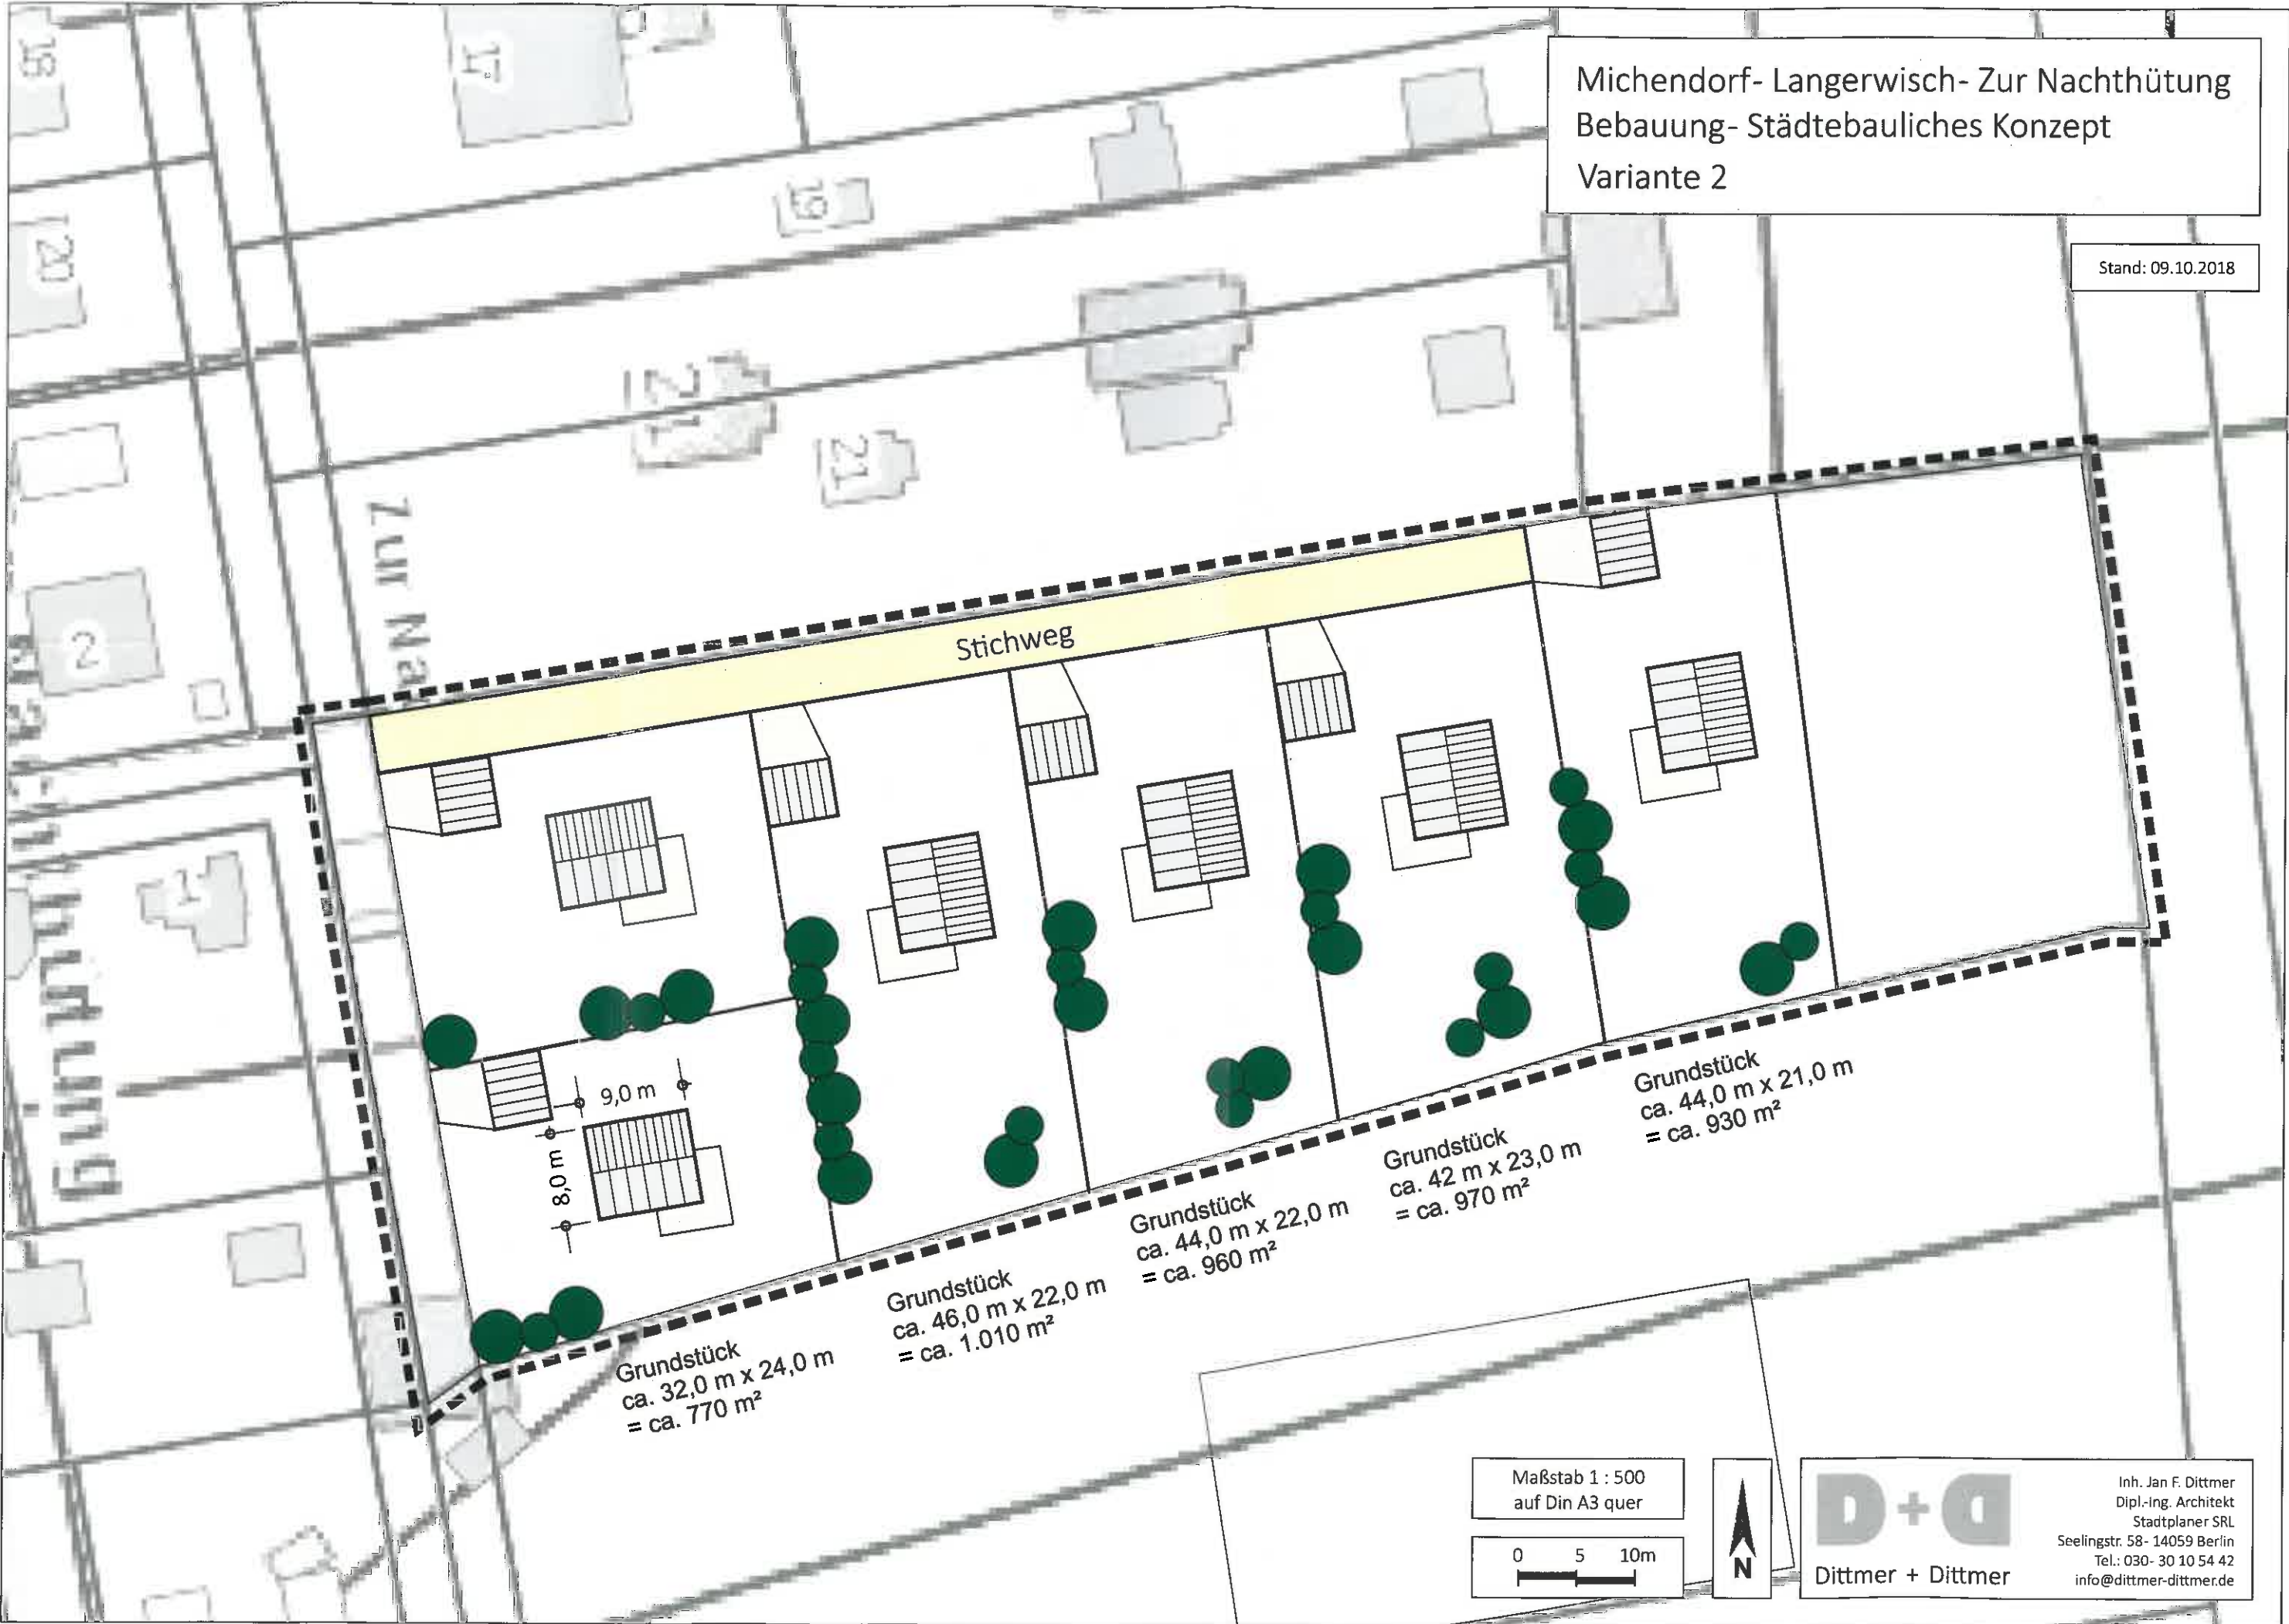 Michendorf- Langerwisch- Zur Nachthütung
Bebauung- Städtebauliches Konzept
Variante 2
Stand: 09.10.2018
18
17
19
20
21
21
2
1
Zur Na
hutung
Stichweg
9,0 m
8,0 m
Grundstück
ca. 32,0 m x 24,0 m
= ca. 770 m²
Grundstück
ca. 46,0 m x 22,0 m
= ca. 1.010 m²
Grundstück
ca. 44,0 m x 22,0 m
= ca. 960 m²
Grundstück
ca. 42 m x 23,0 m
= ca. 970 m²
Grundstück
ca. 44,0 m x 21,0 m
= ca. 930 m²
Maßstab 1 : 500
auf Din A3 quer
0 5 10m
N
D+D
Dittmer + Dittmer
Inh. Jan F. Dittmer
Dipl.-Ing. Architekt
Stadtplaner SRL
Seelingstr. 58- 14059 Berlin
Tel.: 030- 30 10 54 42
info@dittmer-dittmer.de